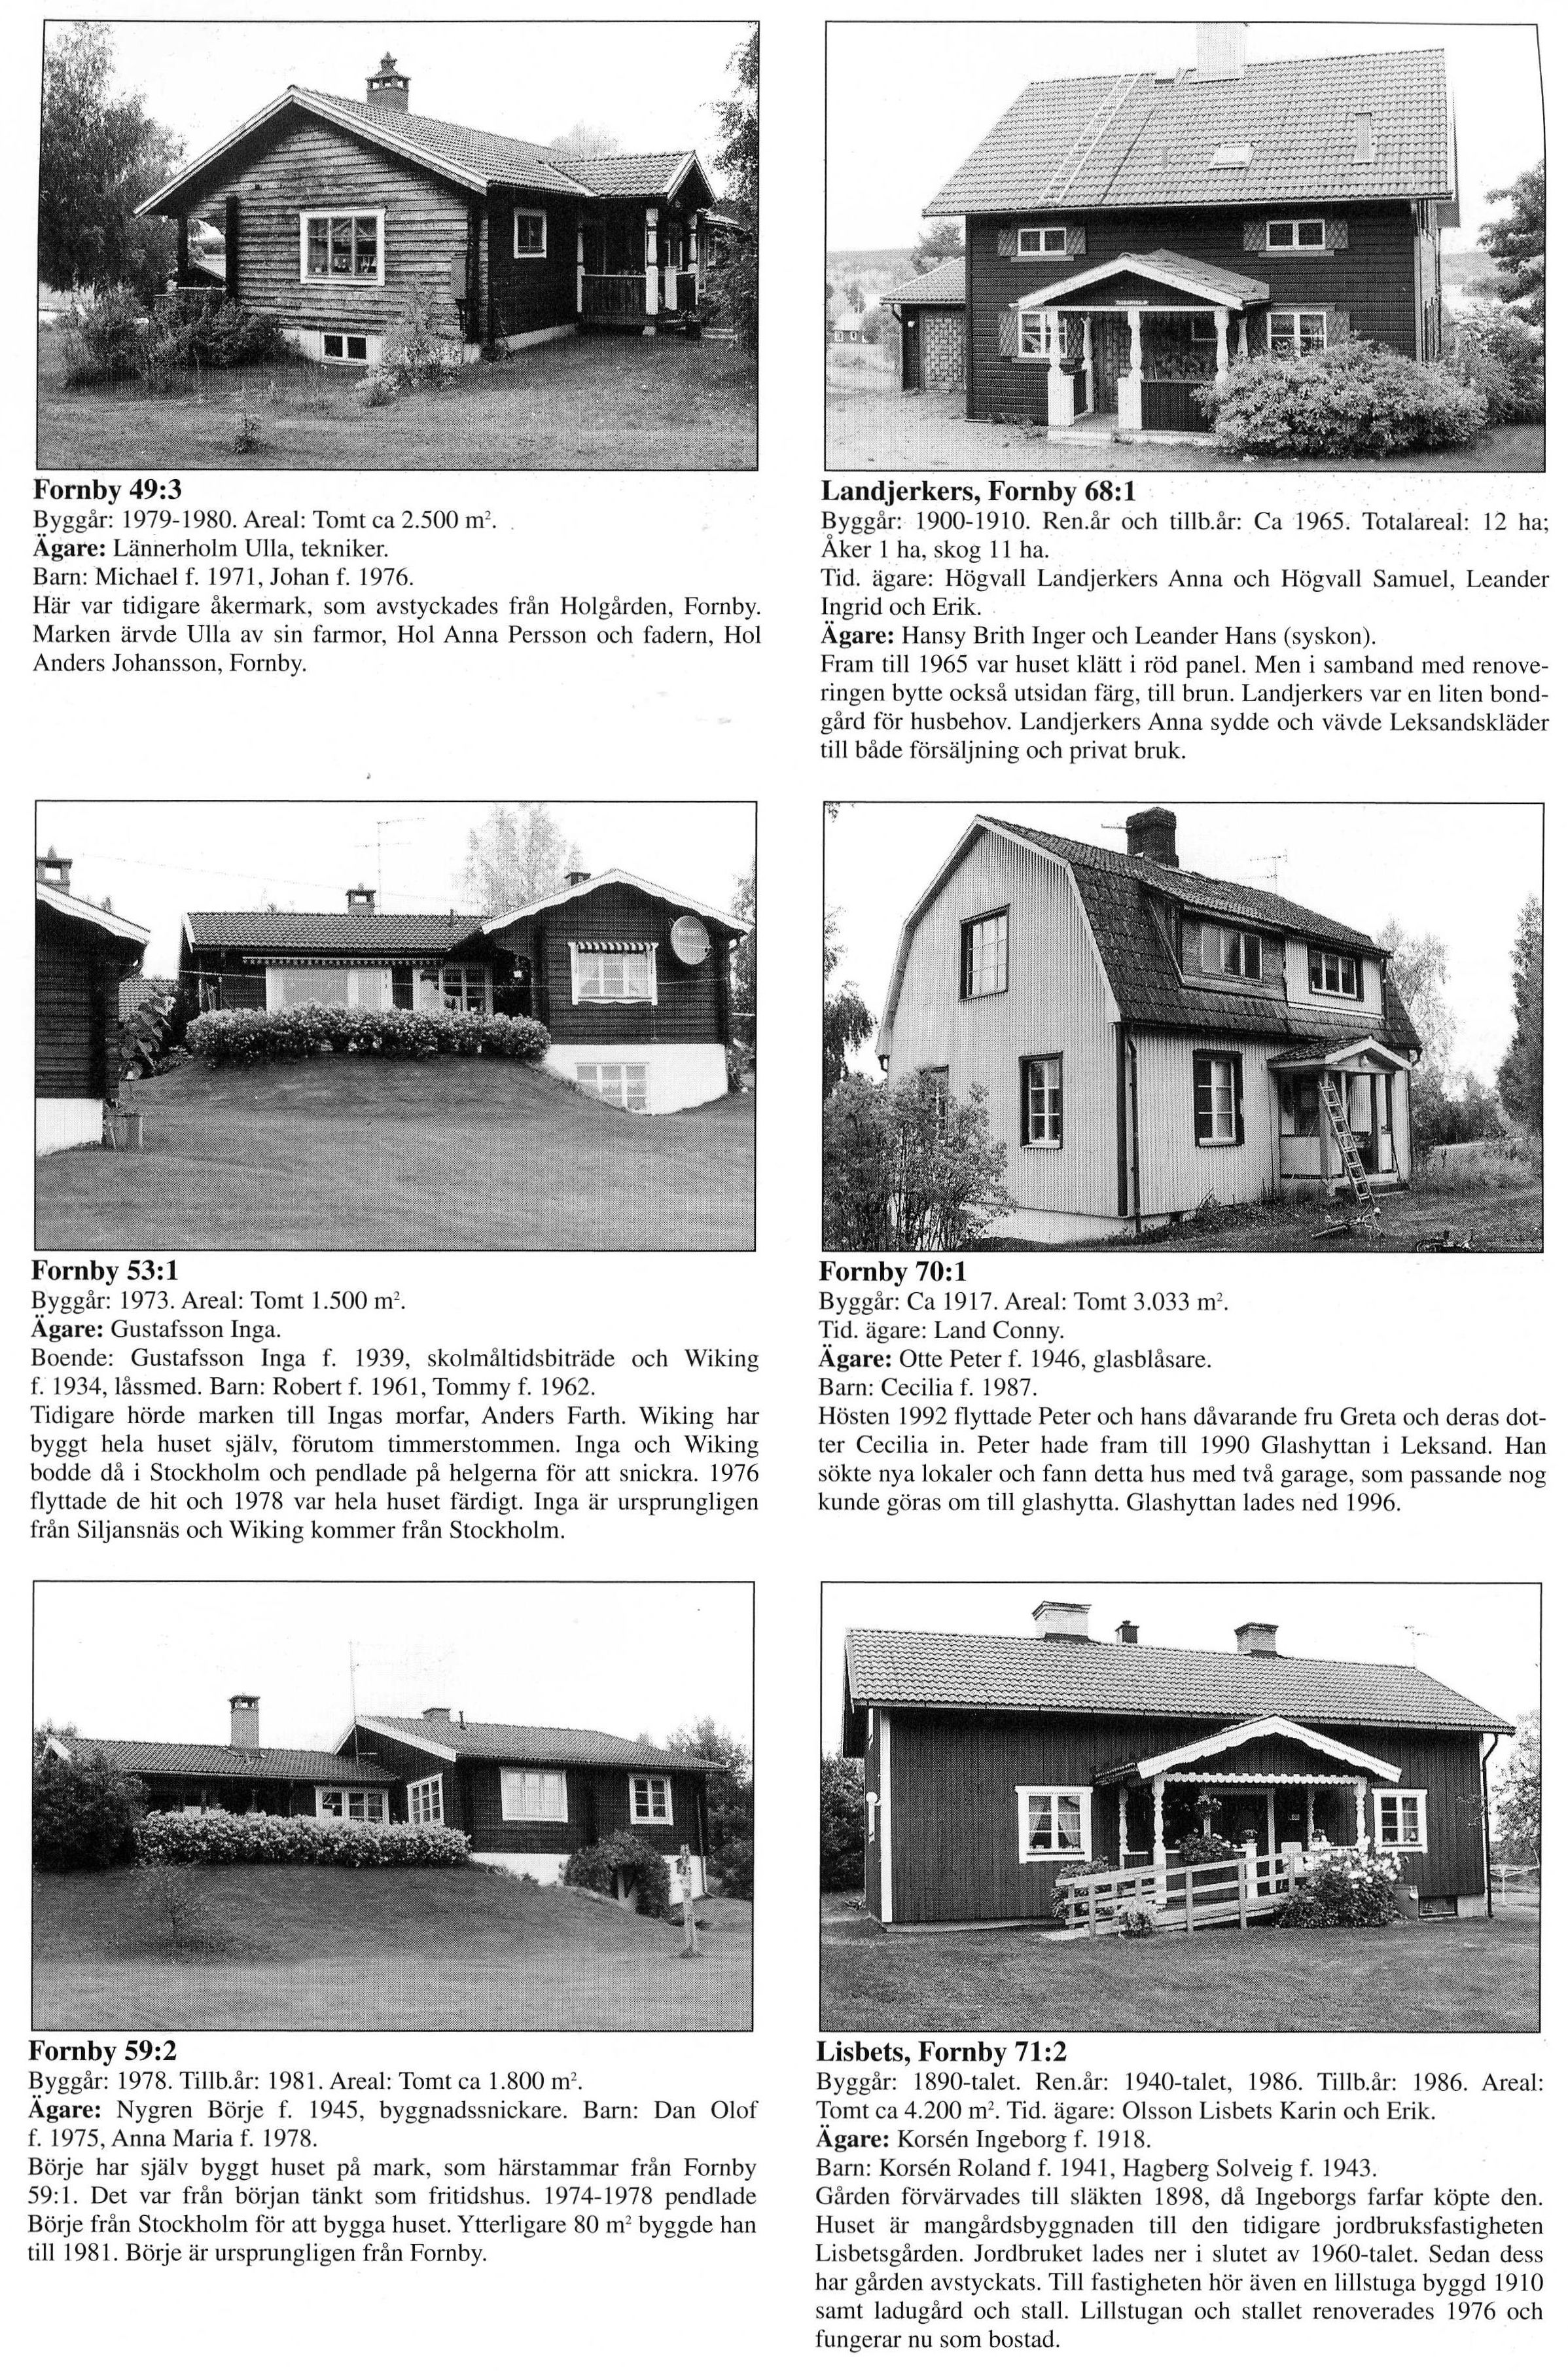 Fornby 49:3
Byggår: 1979-1980. Areal: Tomt ca 2.500 m².
Ägare: Lännerholm Ulla, tekniker.
Barn: Michael f. 1971, Johan f. 1976.
Här var tidigare åkermark, som avstyckades från Holgården, Fornby.
Marken ärvde Ulla av sin farmor, Hol Anna Persson och fadern, Hol
Anders Johansson, Fornby.
Fornby 53:1
Byggår: 1973. Areal: Tomt 1.500 m².
Ägare: Gustafsson Inga.
Boende: Gustafsson Inga f. 1939, skolmåltidsbiträde och Wiking
f. 1934, låssmed. Barn: Robert f. 1961, Tommy f. 1962.
Tidigare hörde marken till Ingas morfar, Anders Farth. Wiking har
byggt hela huset själv, förutom timmerstommen. Inga och Wiking
bodde då i Stockholm och pendlade på helgerna för att snickra. 1976
flyttade de hit och 1978 var hela huset färdigt. Inga är ursprungligen
från Siljansnäs och Wiking kommer från Stockholm.
Fornby 59:2
Byggår: 1978. Tillb.år: 1981. Areal: Tomt ca 1.800 m².
Ägare: Nygren Börje f. 1945, byggnadssnickare. Barn: Dan Olof
f. 1975, Anna Maria f. 1978.
Börje har själv byggt huset på mark, som härstammar från Fornby
59:1. Det var från början tänkt som fritidshus. 1974-1978 pendlade
Börje från Stockholm för att bygga huset. Ytterligare 80 m² byggde han
till 1981. Börje är ursprungligen från Fornby.
Landjerkers, Fornby 68:1
Byggår: 1900-1910. Ren.år och tillb.år: Ca 1965. Totalareal: 12 ha;
Åker 1 ha, skog 11 ha.
Tid. ägare: Högvall Landjerkers Anna och Högvall Samuel, Leander
Ingrid och Erik.
Ägare: Hansy Brith Inger och Leander Hans (syskon).
Fram till 1965 var huset klätt i röd panel. Men i samband med renove-
ringen bytte också utsidan färg, till brun. Landjerkers var en liten bond-
gård för husbehov. Landjerkers Anna sydde och vävde Leksandskläder
till både försäljning och privat bruk.
Fornby 70:1
Byggår: Ca 1917. Areal: Tomt 3.033 m².
Tid. ägare: Land Conny.
Ägare: Otte Peter f. 1946, glasblåsare.
Barn: Cecilia f. 1987.
Hösten 1992 flyttade Peter och hans dåvarande fru Greta och deras dot-
ter Cecilia in. Peter hade fram till 1990 Glashyttan i Leksand. Han
sökte nya lokaler och fann detta hus med två garage, som passande nog
kunde göras om till glashytta. Glashyttan lades ned 1996.
Lisbets, Fornby 71:2
Byggår: 1890-talet. Ren.år: 1940-talet, 1986. Tillb.år: 1986. Areal:
Tomt ca 4.200 m². Tid. ägare: Olsson Lisbets Karin och Erik.
Ägare: Korsén Ingeborg f. 1918.
Barn: Korsén Roland f. 1941, Hagberg Solveig f. 1943.
Gården förvärvades till släkten 1898, då Ingeborgs farfar köpte den.
Huset är mangårdsbyggnaden till den tidigare jordbruksfastigheten
Lisbetsgården. Jordbruket lades ner i slutet av 1960-talet. Sedan dess
har gården avstyckats. Till fastigheten hör även en lillstuga byggd 1910
samt ladugård och stall. Lillstugan och stallet renoverades 1976 och
fungerar nu som bostad.